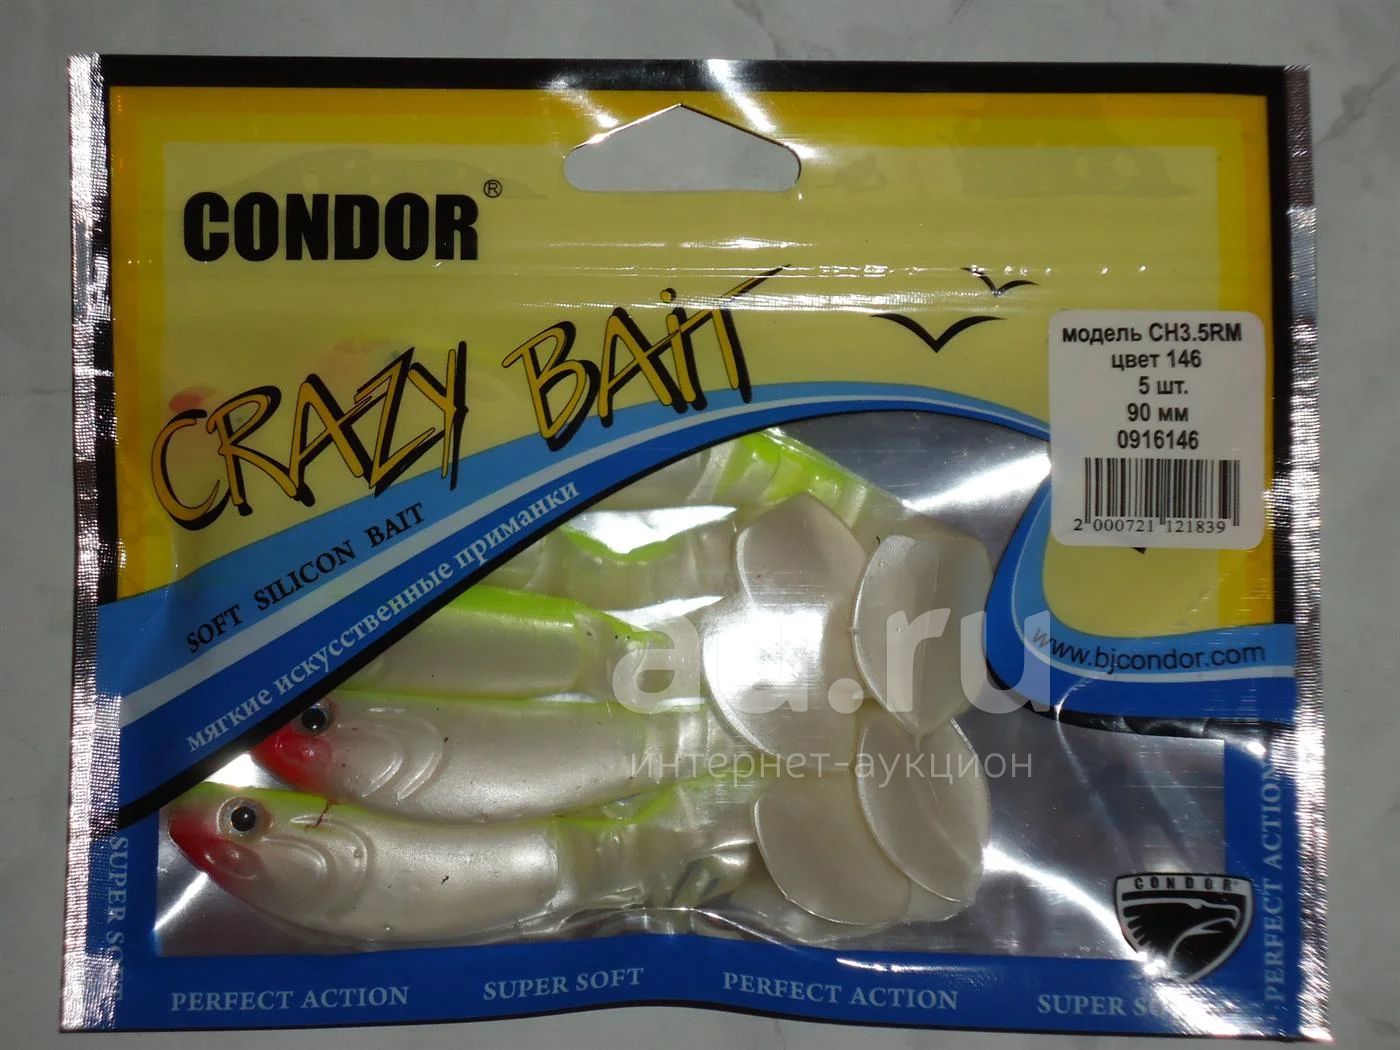 CONDOR®
CRAZY BAIT
модель CH3.5RM
цвет 146
5 шт.
90 мм
0916146
2 000721 121839
SOFT SILICON BAIT
мягкие искусственные приманки
www.bjcondor.com
au.ru
интернет-аукцион
CONDOR
SUPER SOFT
PERFECT ACTION
PERFECT ACTION
SUPER SOFT
PERFECT ACTION
SUPER